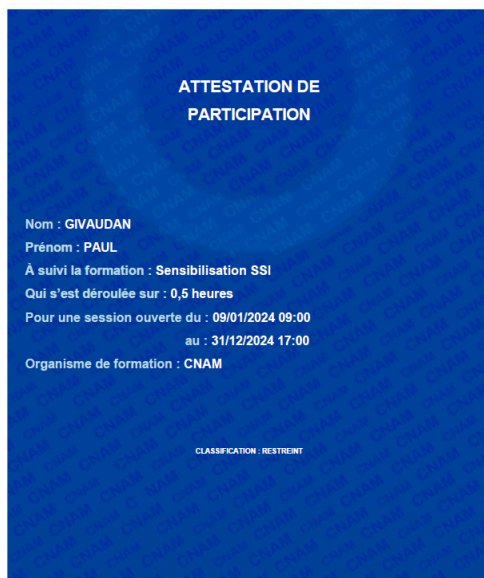 ATTESTATION DE
PARTICIPATION
Nom : GIVAUDAN
Prénom : PAUL
À suivi la formation : Sensibilisation SSI
Qui s'est déroulée sur : 0,5 heures
Pour une session ouverte du : 09/01/2024 09:00
au : 31/12/2024 17:00
Organisme de formation : CNAM
CLASSIFICATION : RESTREINT